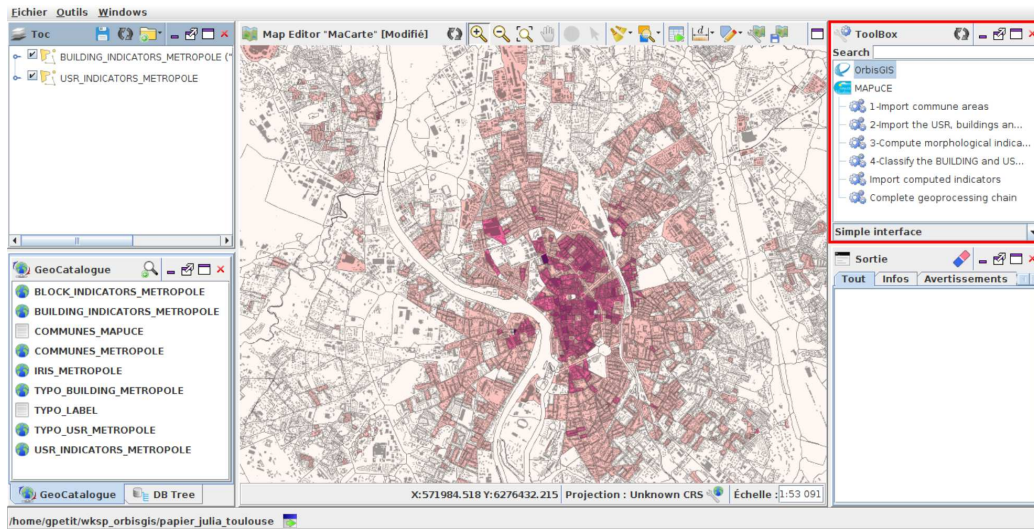 Fichier Outils Windows
Toc
BUILDING_INDICATORS_METROPOLE ("
USR_INDICATORS_METROPOLE
GeoCatalogue
BLOCK_INDICATORS_METROPOLE
BUILDING_INDICATORS_METROPOLE
COMMUNES_MAPUCE
COMMUNES_METROPOLE
IRIS_METROPOLE
TYPO_BUILDING_METROPOLE
TYPO_LABEL
TYPO_USR_METROPOLE
USR_INDICATORS_METROPOLE
GeoCatalogue DB Tree
Map Editor "MaCarte" [Modifié]
X:571984.518 Y:6276432.215 Projection : Unknown CRS Échelle : 1:53 091
ToolBox
Search
OrbisGIS
MAPuCE
1-Import commune areas
2-Import the USR, buildings an...
3-Compute morphological indica...
4-Classify the BUILDING and US...
Import computed indicators
Complete geoprocessing chain
Simple interface
Sortie
Tout Infos Avertissements
/home/gpetit/wksp_orbisgis/papier_julia_toulouse